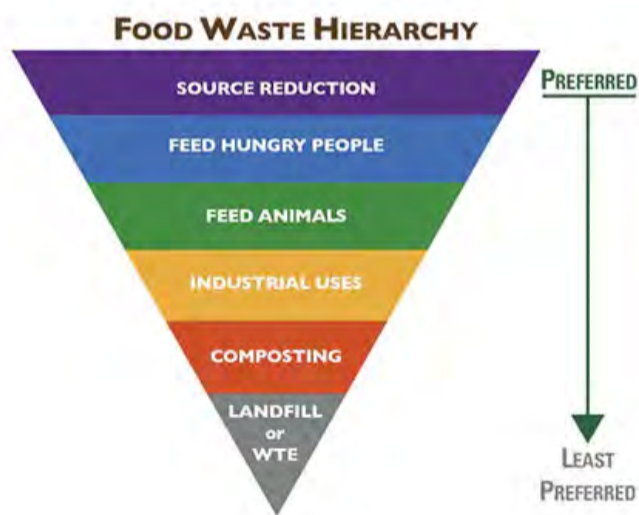 FOOD WASTE HIERARCHY
SOURCE REDUCTION
PREFERRED
FEED HUNGRY PEOPLE
FEED ANIMALS
INDUSTRIAL USES
COMPOSTING
LANDFILL
or
WTE
LEAST
PREFERRED